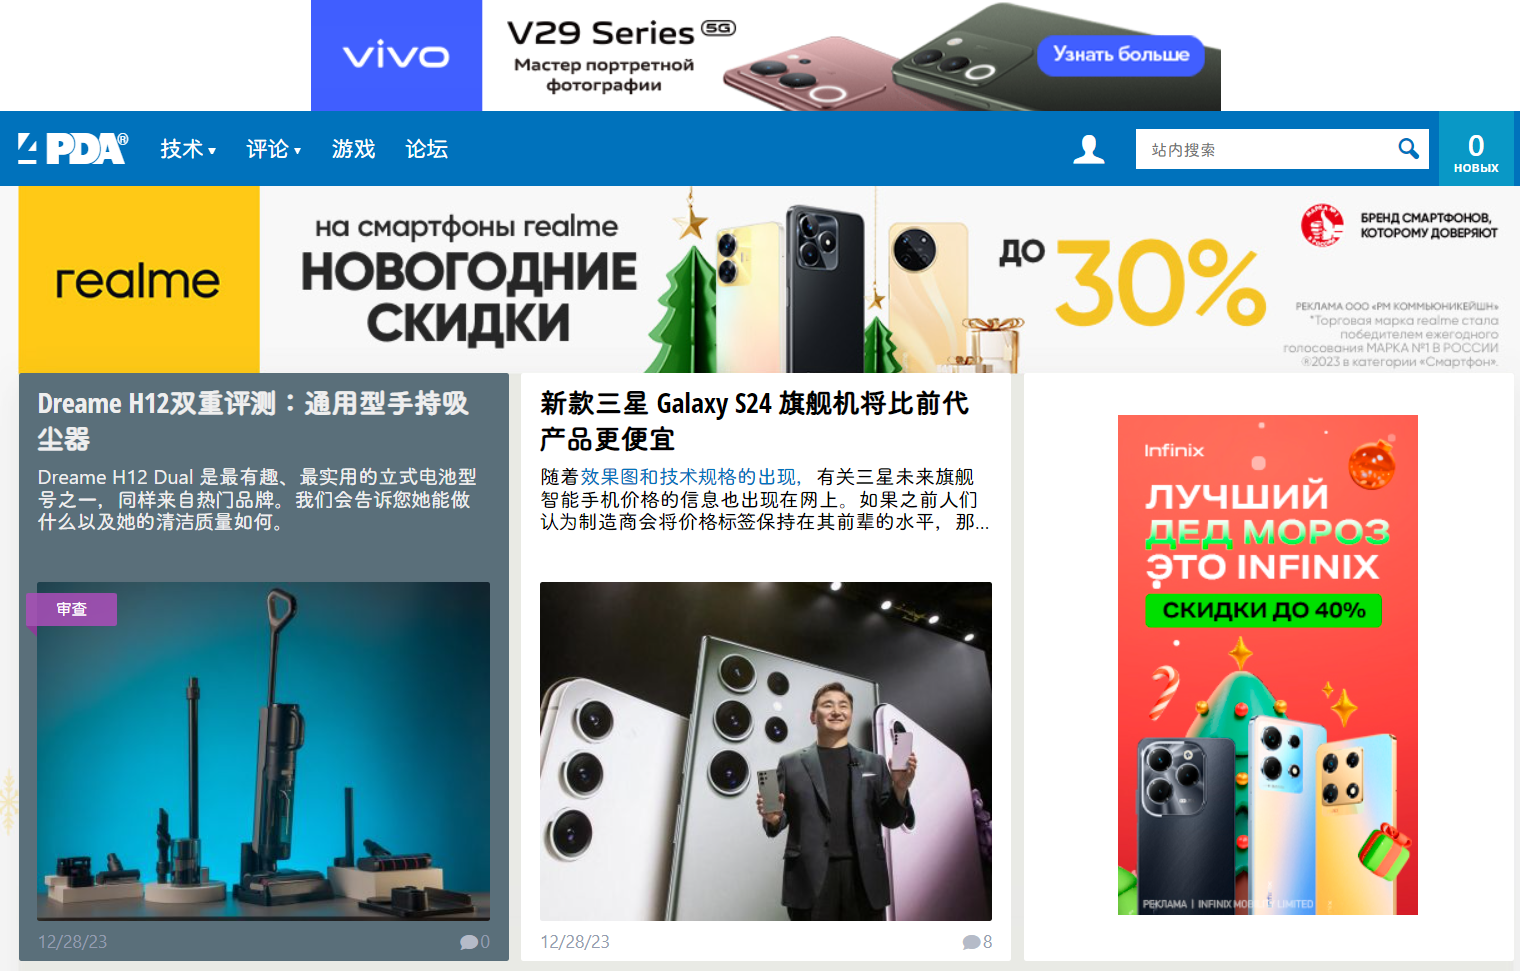 vivo
V29 Series 5G
Мастер портретной
фотографии
Узнать больше
4PDA®
技术 ▾
评论 ▾
游戏
论坛
站内搜索
0
НОВЫХ
realme
на смартфоны realme
НОВОГОДНИЕ
СКИДКИ
ДО
30%
МАРКА №1
В РОССИИ
БРЕНД СМАРТФОНОВ,
КОТОРОМУ ДОВЕРЯЮТ
РЕКЛАМА ООО «РМ КОММЬЮНИКЕЙШН»
*Торговая марка realme стала
победителем ежегодного
голосования МАРКА №1 В РОССИИ
®2023 в категории «Смартфон».
Dreame H12双重评测：通用型手持吸
尘器
Dreame H12 Dual 是最有趣、最实用的立式电池型
号之一，同样来自热门品牌。我们会告诉您她能做
什么以及她的清洁质量如何。
审查
12/28/23
0
新款三星 Galaxy S24 旗舰机将比前代
产品更便宜
随着效果图和技术规格的出现，有关三星未来旗舰
智能手机价格的信息也出现在网上。如果之前人们
认为制造商会将价格标签保持在其前辈的水平，那...
12/28/23
8
Infinix
ЛУЧШИЙ
ДЕД МОРОЗ
ЭТО INFINIX
СКИДКИ ДО 40%
РЕКЛАМА | INFINIX MOBILITY LIMITED